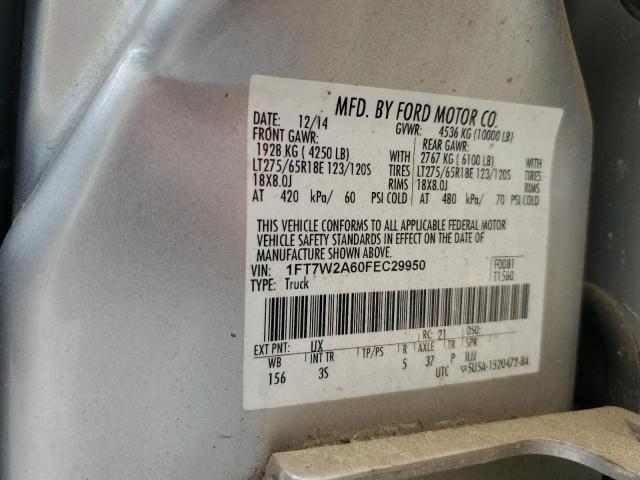 MFD. BY FORD MOTOR CO.
DATE: 12/14 GVWR: 4536 KG (10000 LB)
FRONT GAWR: REAR GAWR:
1928 KG ( 4250 LB) WITH 2767 KG ( 6100 LB) WITH
LT275/65R18E 123/120S TIRES LT275/65R18E 123/120S TIRES
18X8.0J RIMS 18X8.0J RIMS
AT 420 kPa/ 60 PSI COLD AT 480 kPa/ 70 PSI COLD
THIS VEHICLE CONFORMS TO ALL APPLICABLE FEDERAL MOTOR
VEHICLE SAFETY STANDARDS IN EFFECT ON THE DATE OF
MANUFACTURE SHOWN ABOVE.
VIN: 1FT7W2A60FEC29950 F0081
TYPE: Truck T1560
EXT PNT: UX RC: 21 DSO:
WB INT TR TP/PS R AXLE TR SPR
156 3S 5 37 P IIJJ
UTC 5U5A-1520472-BA